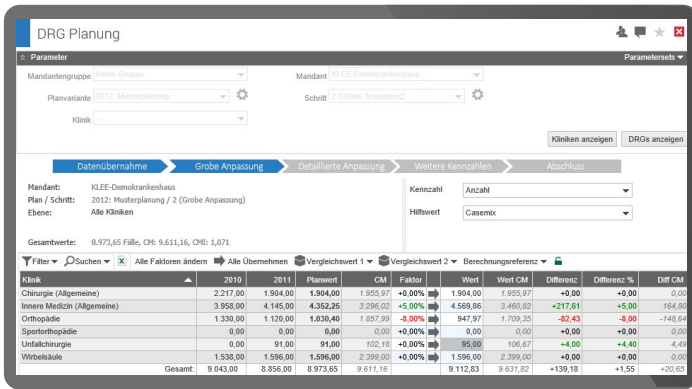 DRG Planung
Parameter Parametersets
Mandantengruppe Keine Gruppe Mandant KLEE-Demokrankenhaus
Planvariante 2012: Musterplanung Schritt 2 (Grobe Anpassung)
Klinik ---
Kliniken anzeigen DRGs anzeigen
Datenübernahme Grobe Anpassung Detaillierte Anpassung Weitere Kennzahlen Abschluss
Mandant: KLEE-Demokrankenhaus Kennzahl Anzahl
Plan / Schritt: 2012: Musterplanung / 2 (Grobe Anpassung)
Ebene: Alle Kliniken Hilfswert Casemix
Gesamtwerte: 8.973,65 Fälle, CM: 9.611,16, CMI: 1,071
Filter Suchen Alle Faktoren ändern Alle Übernehmen Vergleichswert 1 Vergleichswert 2 Berechnungsreferenz
Klinik 2010 2011 Planwert CM Faktor Wert Wert CM Differenz Differenz % Diff CM
Chirurgie (Allgemeine) 2.217,00 1.904,00 1.904,00 1.955,97 +0,00% 1.904,00 1.955,97 +0,00 +0,00 0,00
Innere Medizin (Allgemeine) 3.958,00 4.145,00 4.352,25 3.296,02 +5,00% 4.569,86 3.460,82 +217,61 +5,00 164,80
Orthopädie 1.330,00 1.120,00 1.030,40 1.857,99 -8,00% 947,97 1.709,35 -82,43 -8,00 -148,64
Sportorthopädie 0,00 0,00 0,00 0,00 +0,00% 0,00 0,00 +0,00 +0,00 0,00
Unfallchirurgie 0,00 91,00 91,00 102,18 +0,00% 95,00 106,67 +4,00 +4,40 4,49
Wirbelsäule 1.538,00 1.596,00 1.596,00 2.399,00 +0,00% 1.596,00 2.399,00 +0,00 +0,00 0,00
Gesamt: 9.043,00 8.856,00 8.973,65 9.611,16 9.112,83 9.631,82 +139,18 +1,55 +20,65